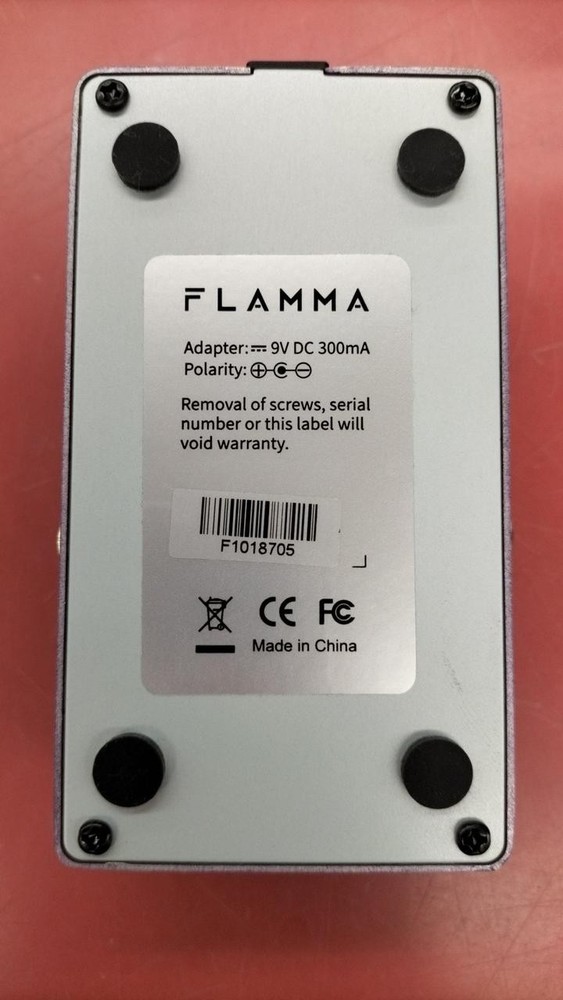 FLAMMA
Adapter: 9V DC 300mA
Polarity:
Removal of screws, serial
number or this label will
void warranty.
F1018705
CE FC
Made in China